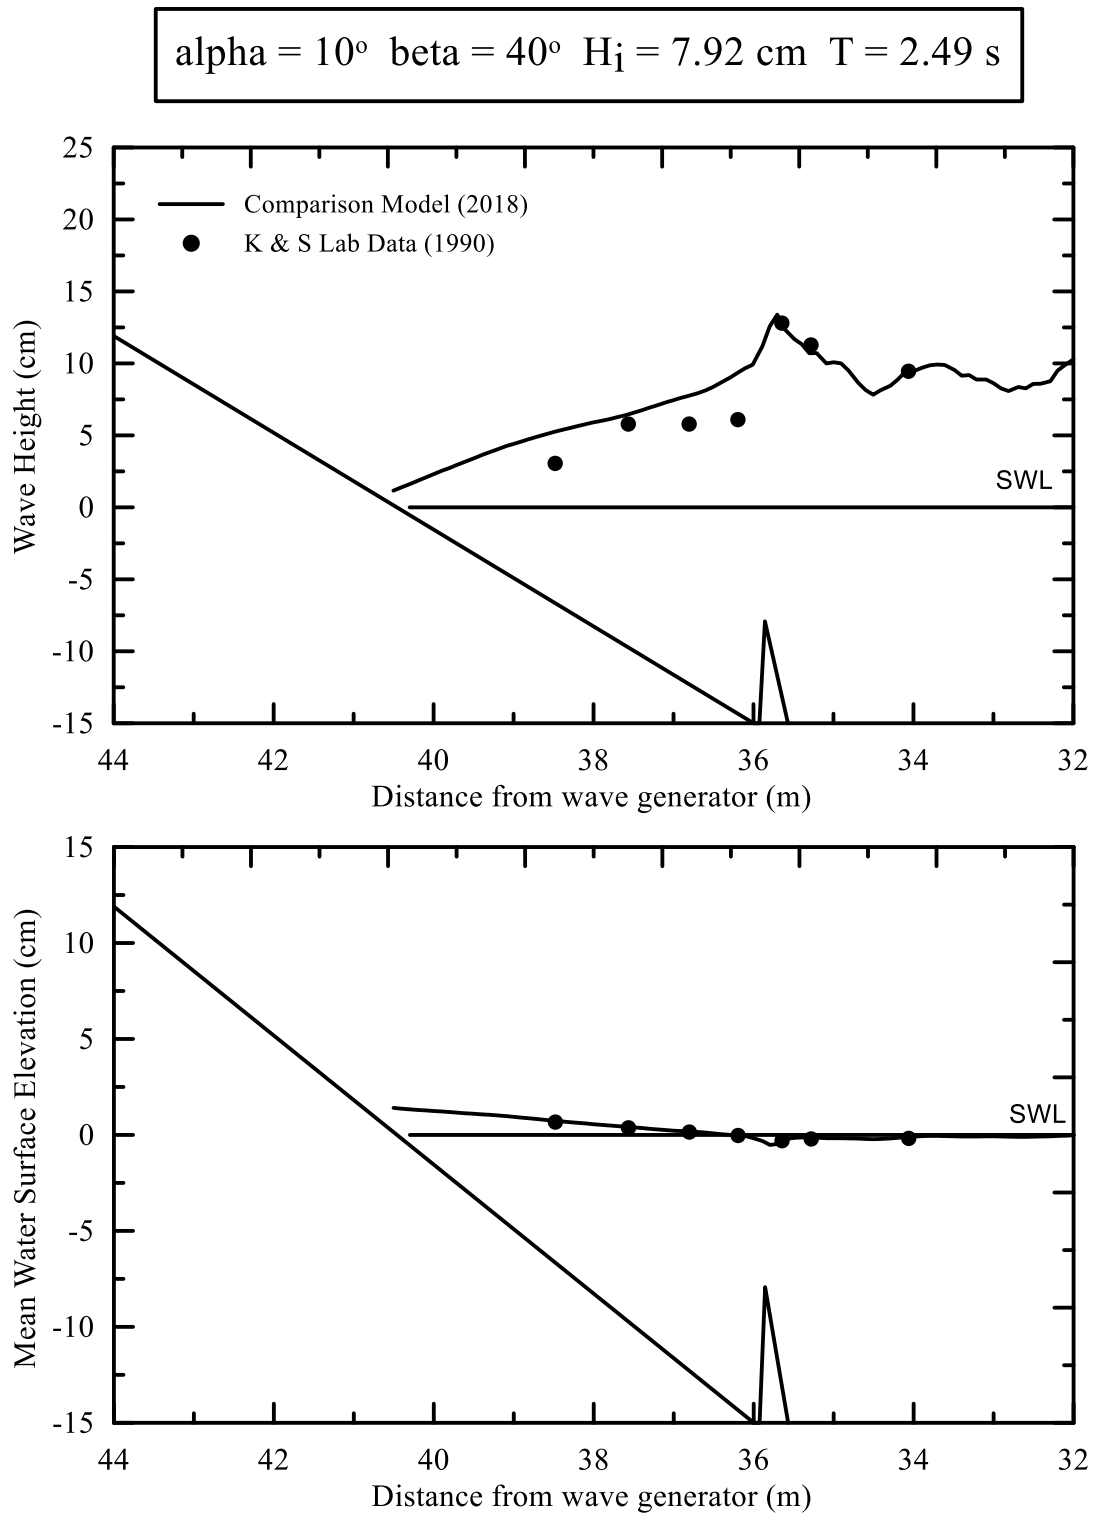 alpha = 10º beta = 40º Hi = 7.92 cm T = 2.49 s
25
20
15
10
5
0
-5
-10
-15
Wave Height (cm)
Comparison Model (2018)
K & S Lab Data (1990)
SWL
44 42 40 38 36 34 32
Distance from wave generator (m)
15
10
5
0
-5
-10
-15
Mean Water Surface Elevation (cm)
SWL
44 42 40 38 36 34 32
Distance from wave generator (m)